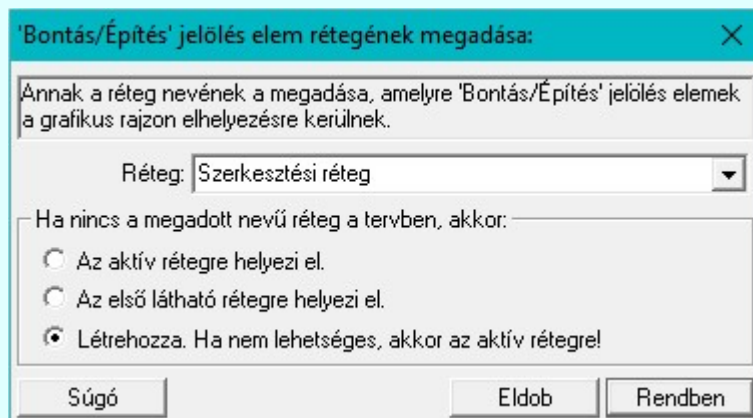 'Bontás/Építés' jelölés elem rétegének megadása:
Annak a réteg nevének a megadása, amelyre 'Bontás/Építés' jelölés elemek
a grafikus rajzon elhelyezésre kerülnek.
Réteg: Szerkesztési réteg
Ha nincs a megadott nevű réteg a tervben, akkor:
Az aktív rétegre helyezi el.
Az első látható rétegre helyezi el.
Létrehozza. Ha nem lehetséges, akkor az aktív rétegre!
Súgó Eldob Rendben